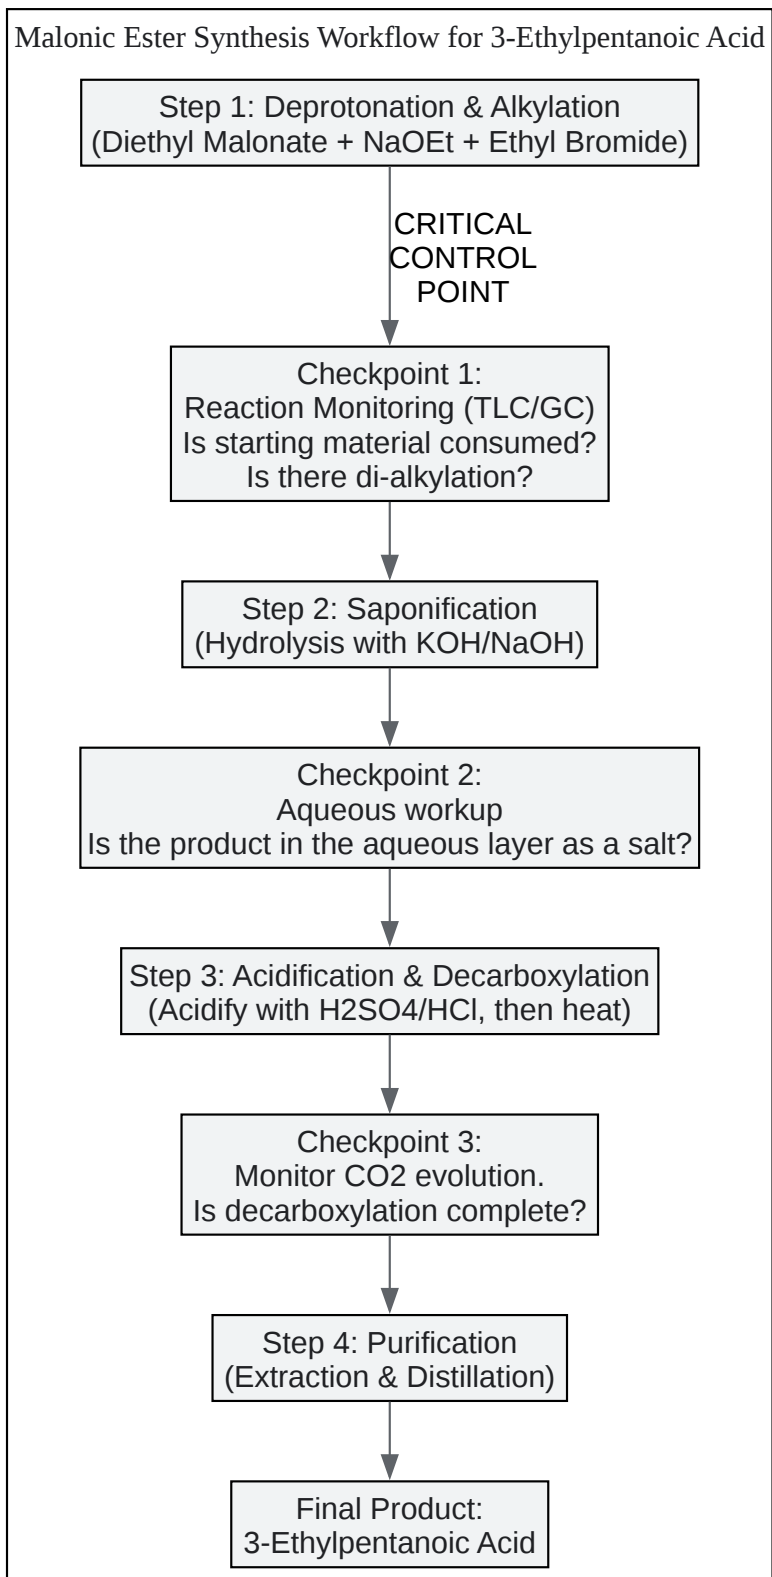 Malonic Ester Synthesis Workflow for 3-Ethylpentanoic Acid
Step 1: Deprotonation & Alkylation
(Diethyl Malonate + NaOEt + Ethyl Bromide)
CRITICAL
CONTROL
POINT
Checkpoint 1:
Reaction Monitoring (TLC/GC)
Is starting material consumed?
Is there di-alkylation?
Step 2: Saponification
(Hydrolysis with KOH/NaOH)
Checkpoint 2:
Aqueous workup
Is the product in the aqueous layer as a salt?
Step 3: Acidification & Decarboxylation
(Acidify with H2SO4/HCl, then heat)
Checkpoint 3:
Monitor CO2 evolution.
Is decarboxylation complete?
Step 4: Purification
(Extraction & Distillation)
Final Product:
3-Ethylpentanoic Acid